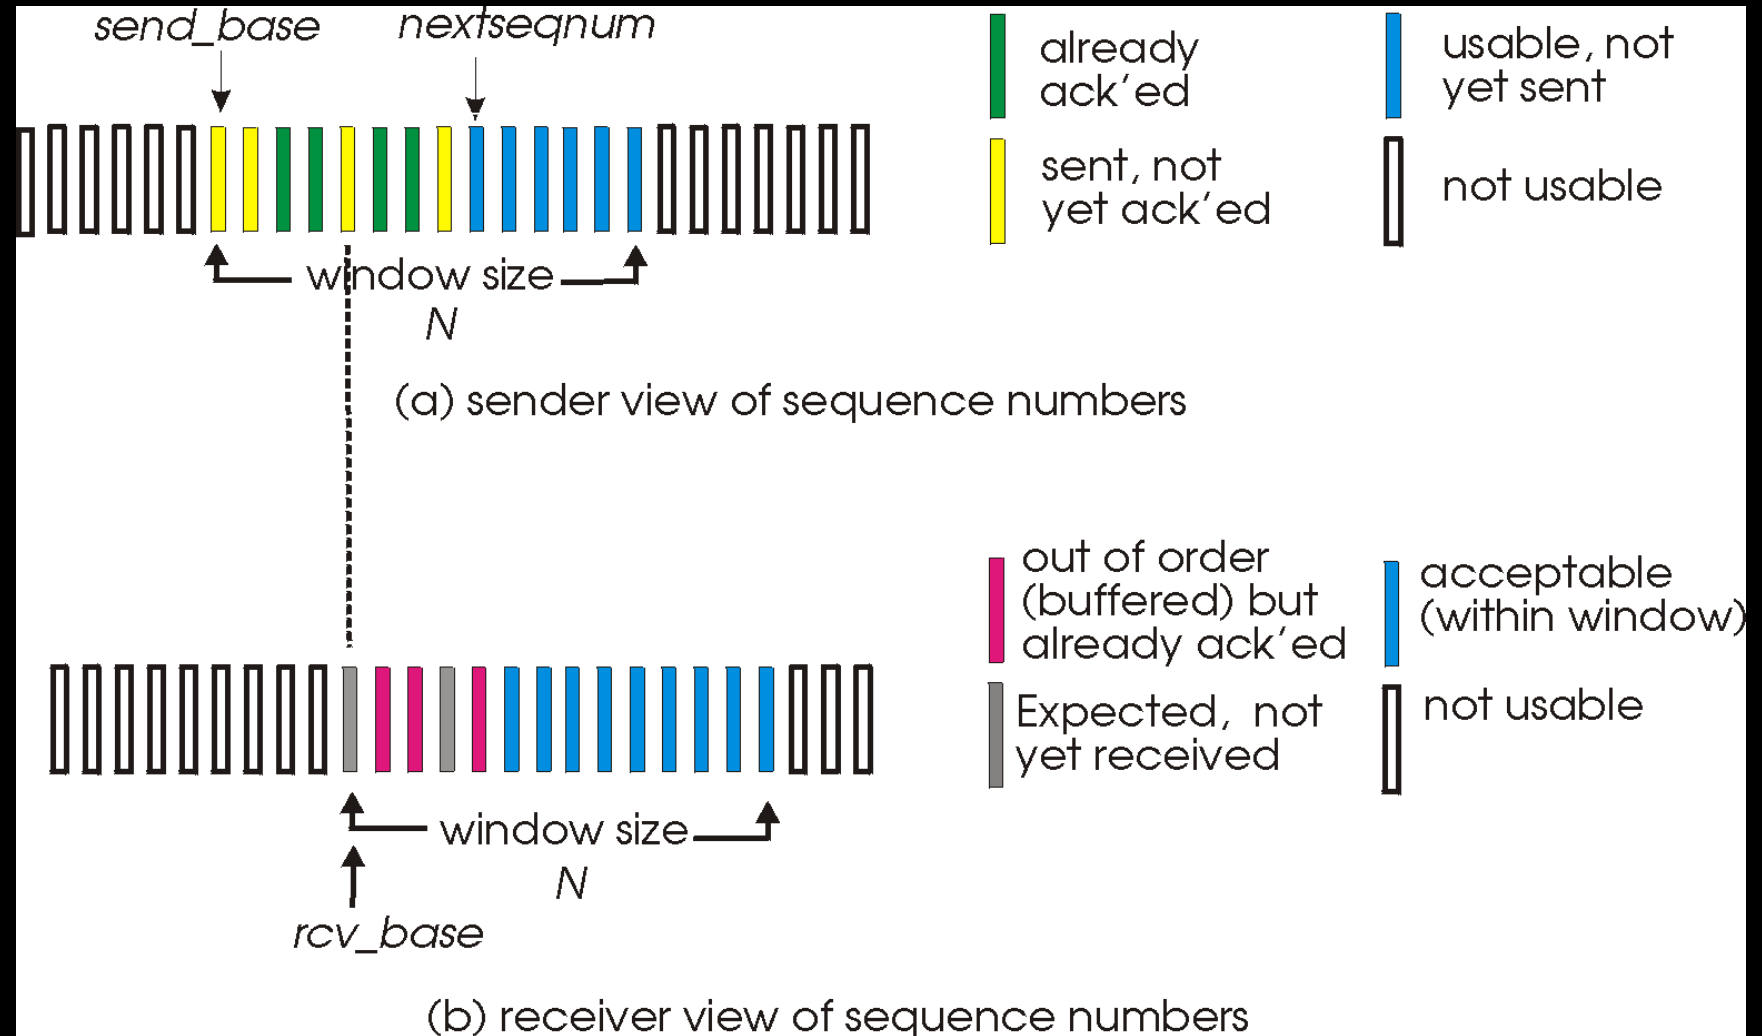 send_base
nextseqnum
already
ack'ed
usable, not
yet sent
sent, not
yet ack'ed
not usable
window size
N
(a) sender view of sequence numbers
out of order
(buffered) but
already ack'ed
acceptable
(within window)
Expected, not
yet received
not usable
window size
N
rcv_base
(b) receiver view of sequence numbers